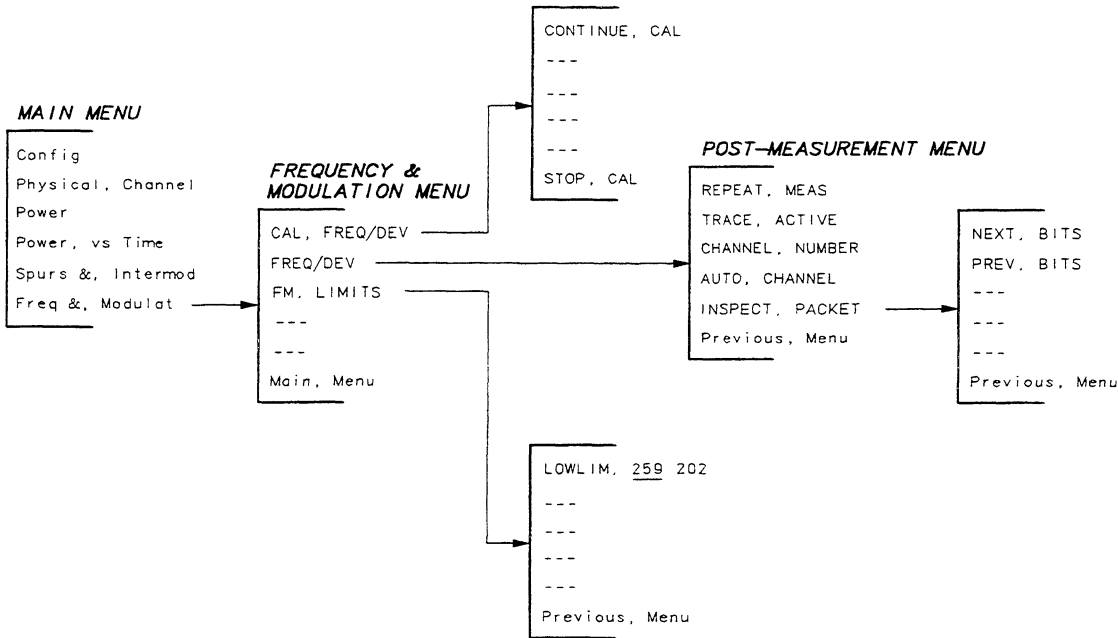 MAIN MENU
Config
Physical, Channel
Power
Power, vs Time
Spurs &, Intermod
Freq &, Modulat
FREQUENCY &
MODULATION MENU
CAL, FREQ/DEV
FREQ/DEV
FM, LIMITS
---
---
Main, Menu
CONTINUE, CAL
---
---
---
---
STOP, CAL
POST-MEASUREMENT MENU
REPEAT, MEAS
TRACE, ACTIVE
CHANNEL, NUMBER
AUTO, CHANNEL
INSPECT, PACKET
Previous, Menu
NEXT, BITS
PREV, BITS
---
---
---
Previous, Menu
LOWLIM, 259 202
---
---
---
---
Previous, Menu